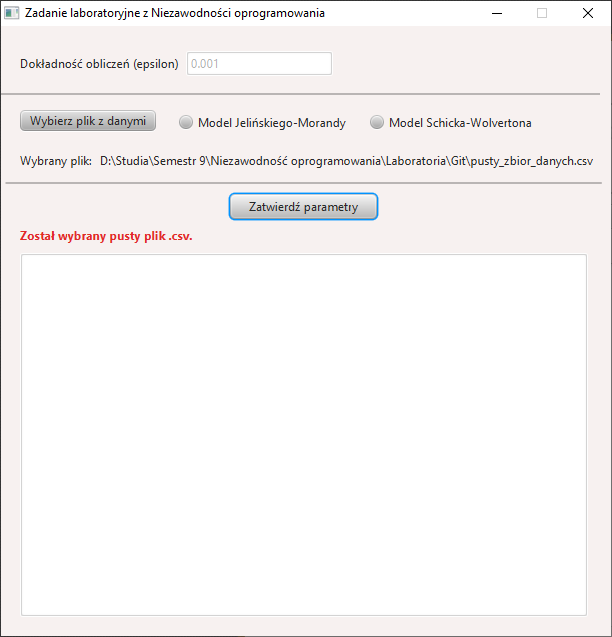 Zadanie laboratoryjne z Niezawodności oprogramowania
Dokładność obliczeń (epsilon) 0.001
Wybierz plik z danymi Model Jelińskiego-Morandy Model Schicka-Wolvertona
Wybrany plik: D:\Studia\Semestr 9\Niezawodność oprogramowania\Laboratoria\Git\pusty_zbior_danych.csv
Zatwierdź parametry
Został wybrany pusty plik .csv.